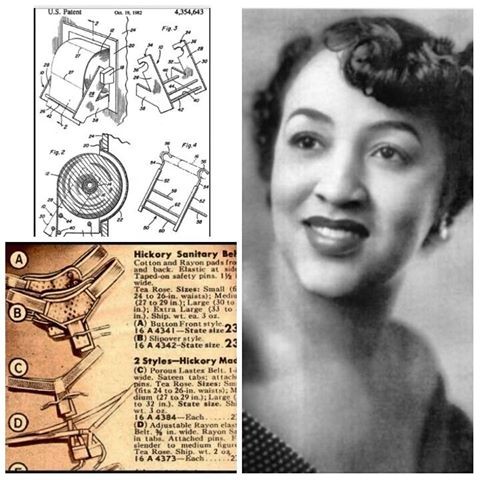 U.S. Patent Oct. 19, 1982 4,354,643
Fig. 3
Fig. 2
Fig. 4
A
Hickory Sanitary Bel
Cotton and Rayon pads fro
and back. Elastic at side
Taped-on safety pins. 1½
wide.
Tea Rose. Sizes: Small (fi
24 to 26-in. waists); Mediu
(27 to 29 in.); Large (30 to
in.); Extra Large (33 to
in.). Ship. wt. ea. 3 oz.
B
(A) Button Front style.
16 A 4341—State size 23
(B) Slipover style.
16 A 4342—State size. 23
2 Styles—Hickory Mad
C
(C) Porous Lastex Belt. 1
wide. Sateen tabs; attach
pins. Tea Rose. Sizes: Sm
(fits 24 to 26-in. waists); M
dium (27 to 29 in.); Large (
to 32 in.). State size. Sh
wt. 3 oz.
16 A 4384—Each
D
(D) Adjustable Rayon elas
Belt. ¾ in. wide. Rayon Sa
in tabs. Attached pins. F
slender to medium figure
Tea Rose. Ship. wt. 2 oz.
16 A 4373—Each